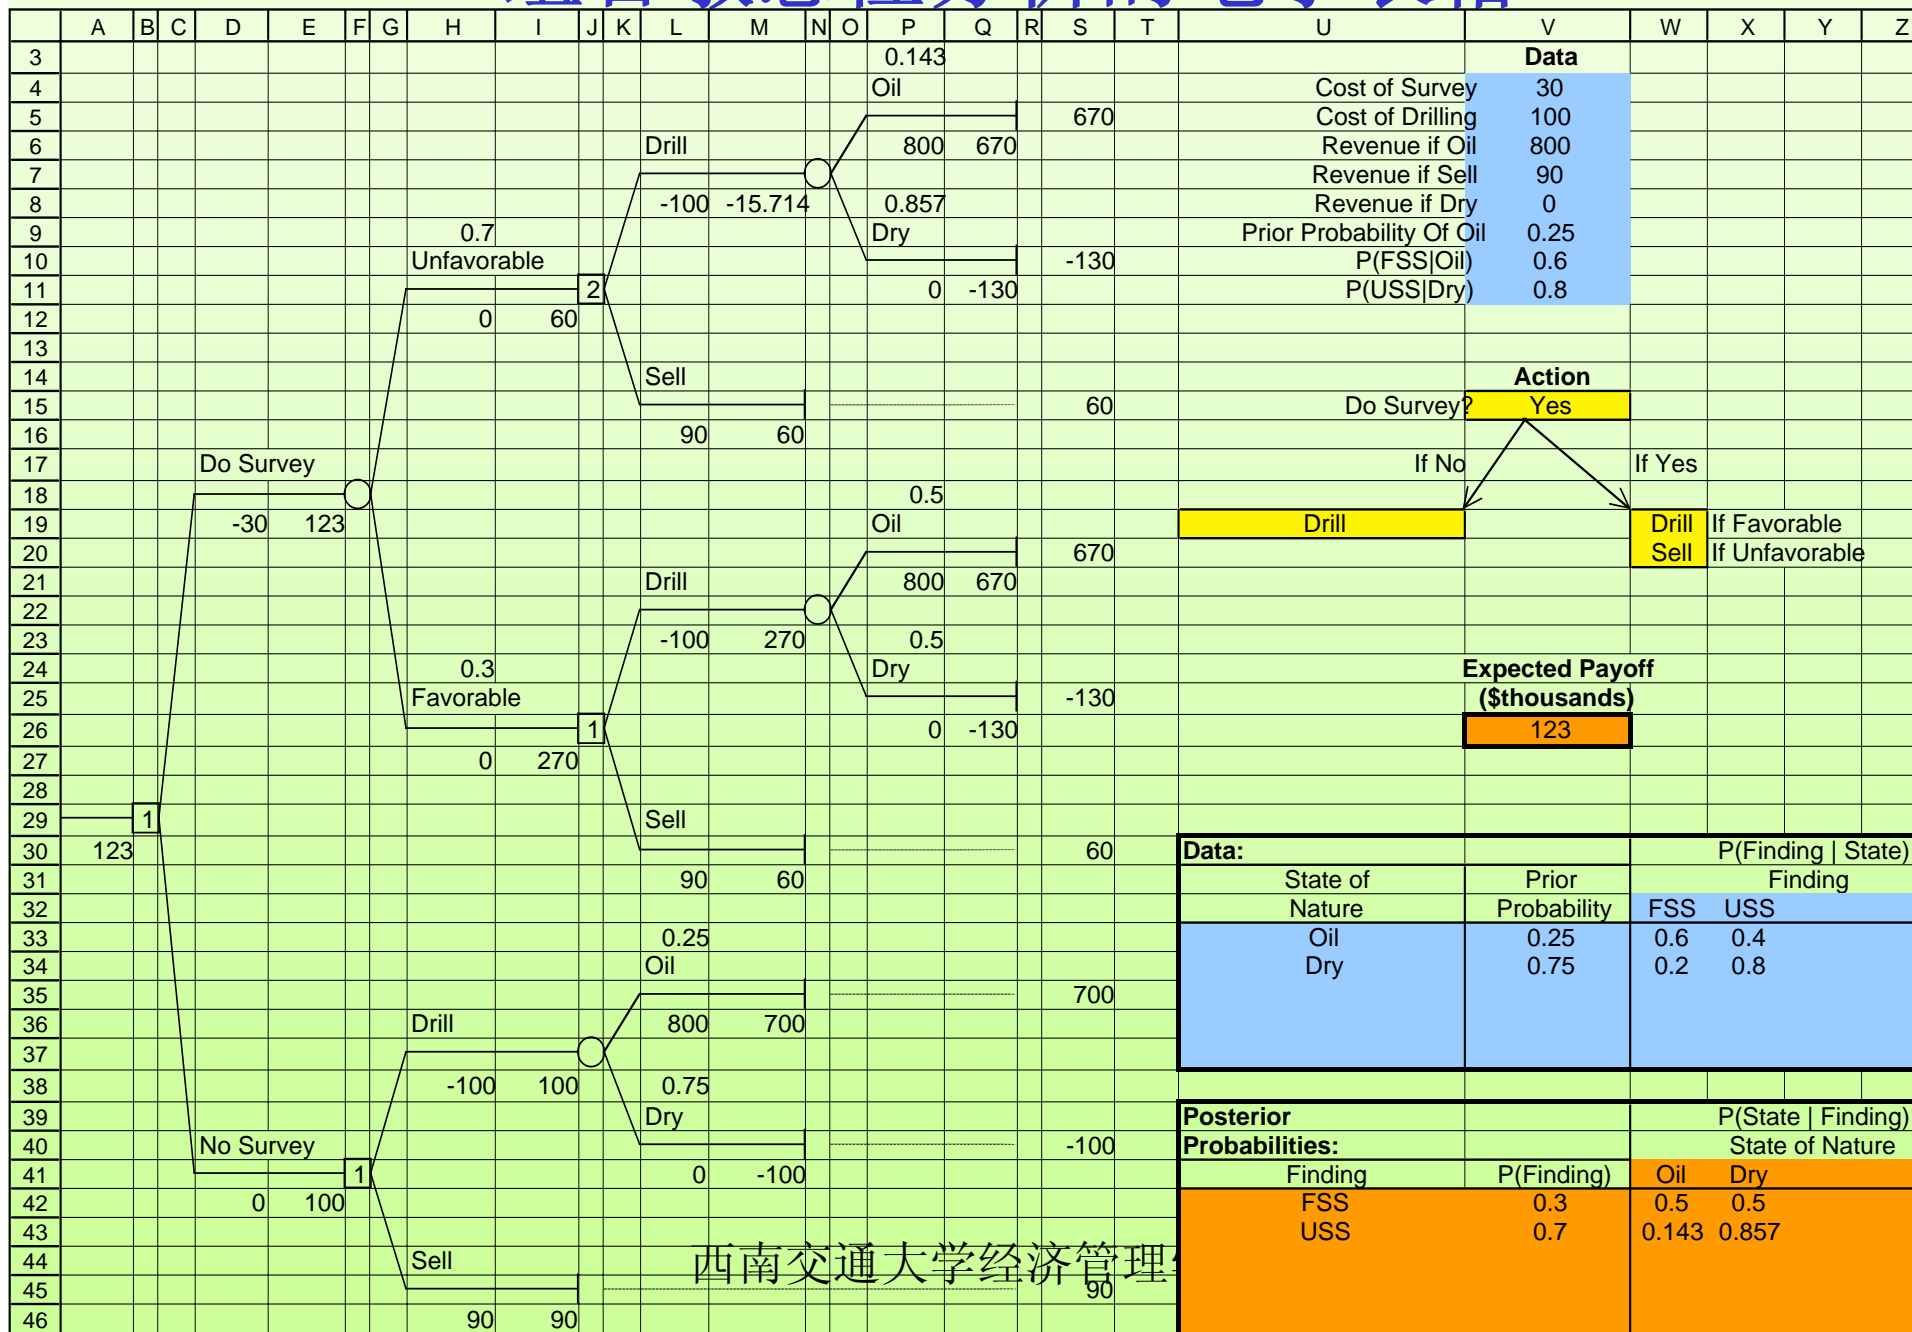 A B C D E F G H I J K L M N O P Q R S T U V W X Y Z
3 0.143 Data
4 Oil Cost of Survey 30
5 670 Cost of Drilling 100
6 Drill 800 670 Revenue if Oil 800
7 Revenue if Sell 90
8 -100 -15.714 0.857 Revenue if Dry 0
9 0.7 Dry Prior Probability Of Oil 0.25
10 Unfavorable -130 P(FSS|Oil) 0.6
11 2 0 -130 P(USS|Dry) 0.8
12 0 60
13
14 Sell Action
15 60 Do Survey? Yes
16 90 60
17 Do Survey If No If Yes
18 0.5
19 -30 123 Oil Drill Drill If Favorable
20 670 Sell If Unfavorable
21 Drill 800 670
22
23 -100 270 0.5
24 0.3 Dry Expected Payoff
25 Favorable -130 ($thousands)
26 1 0 -130 123
27 0 270
28
29 1 Sell
30 123 60 Data: P(Finding | State)
31 90 60 State of Prior Finding
32 Nature Probability FSS USS
33 0.25 Oil 0.25 0.6 0.4
34 Oil Dry 0.75 0.2 0.8
35 700
36 Drill 800 700
37
38 -100 100 0.75
39 Dry Posterior P(State | Finding)
40 No Survey -100 Probabilities: State of Nature
41 1 0 -100 Finding P(Finding) Oil Dry
42 0 100 FSS 0.3 0.5 0.5
43 USS 0.7 0.143 0.857
44 Sell
西南交通大学经济管理
45 90
46 90 90